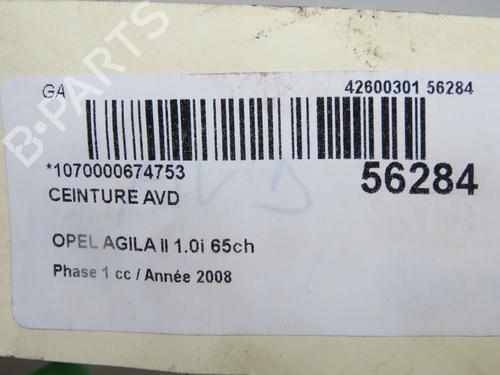 GA 42600301 56284
*1070000674753 56284
CEINTURE AVD
OPEL AGILA II 1.0i 65ch
Phase 1 cc / Année 2008
B-PARTS